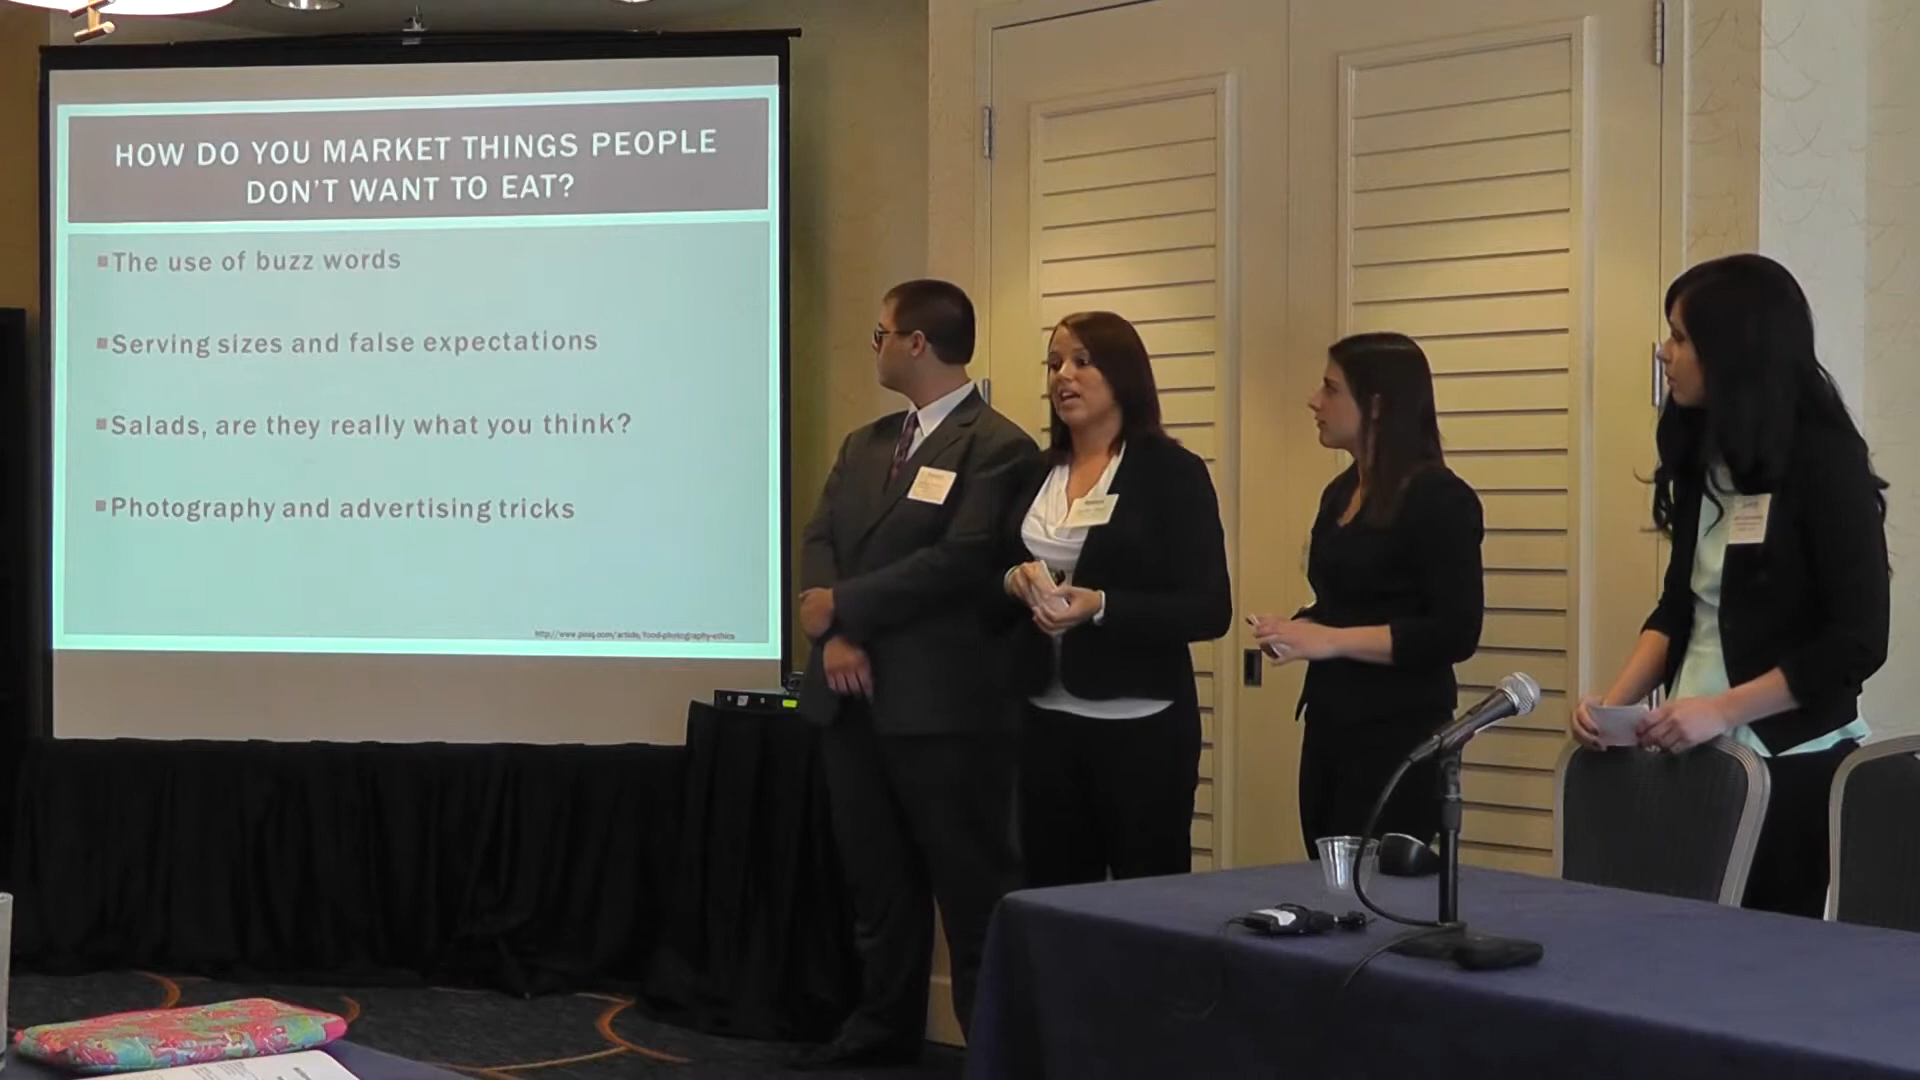 HOW DO YOU MARKET THINGS PEOPLE
DON'T WANT TO EAT?
▪The use of buzz words
▪Serving sizes and false expectations
▪Salads, are they really what you think?
▪Photography and advertising tricks